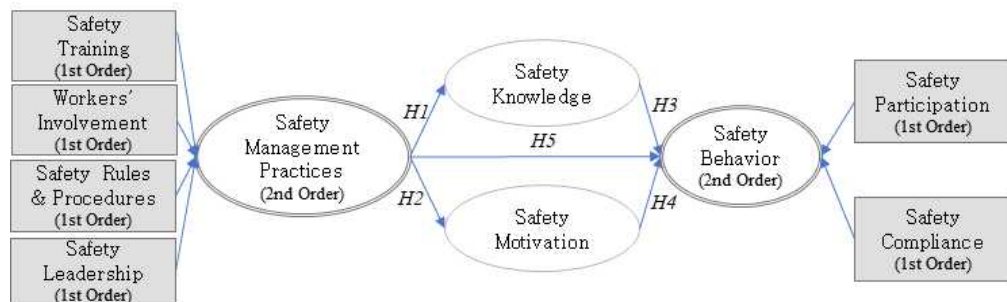 Safety
Training
(1st Order)
Workers'
Involvement
(1st Order)
Safety Rules
& Procedures
(1st Order)
Safety
Leadership
(1st Order)
Safety
Management
Practices
(2nd Order)
H1
H2
Safety
Knowledge
H5
Safety
Motivation
H3
H4
Safety
Behavior
(2nd Order)
Safety
Participation
(1st Order)
Safety
Compliance
(1st Order)